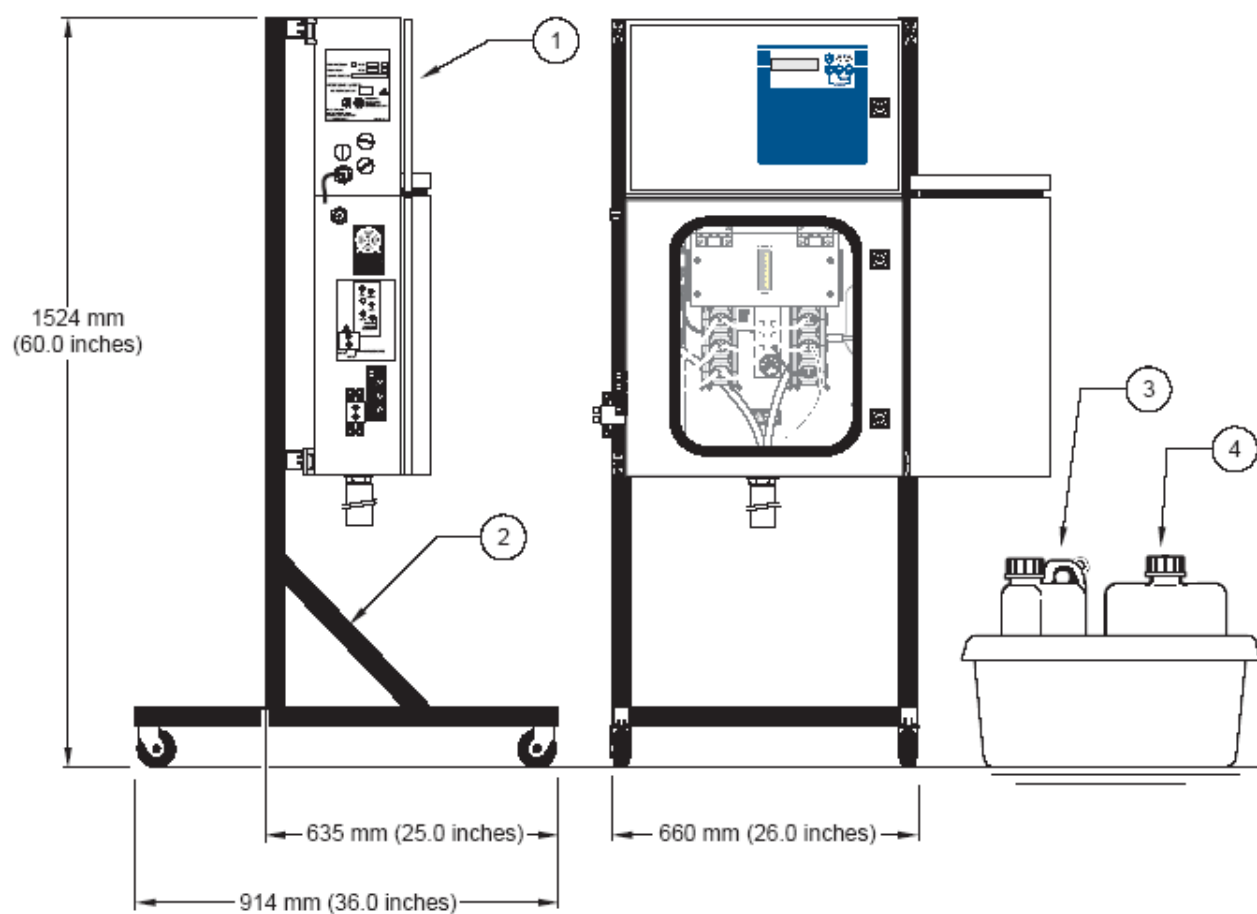 1
3
1524 mm
(60.0 inches)
4
2
635 mm (25.0 inches)
660 mm (26.0 inches)
914 mm (36.0 inches)